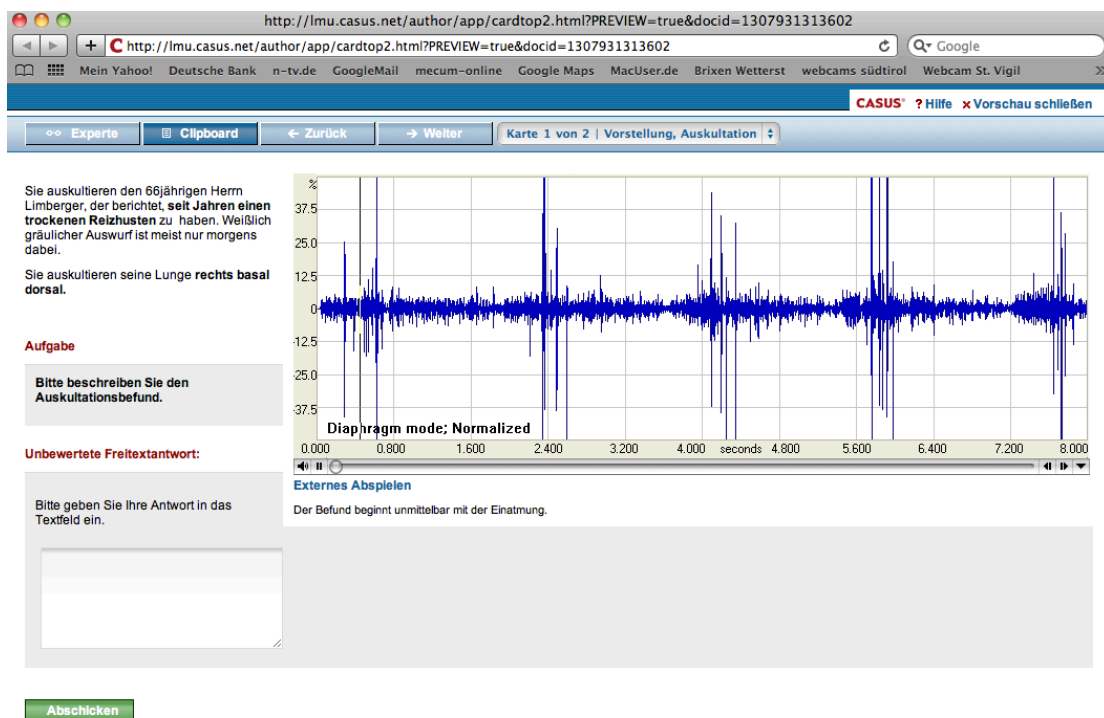 http://lmu.casus.net/author/app/cardtop2.html?PREVIEW=true&docid=1307931313602
C http://lmu.casus.net/author/app/cardtop2.html?PREVIEW=true&docid=1307931313602
Google
Mein Yahoo! Deutsche Bank n-tv.de GoogleMail mecum-online Google Maps MacUser.de Brixen Wetterst webcams südtirol Webcam St. Vigil
CASUS ? Hilfe x Vorschau schließen
Experte Clipboard ← Zurück → Weiter Karte 1 von 2 | Vorstellung, Auskultation
Sie auskultieren den 66jährigen Herrn
Limberger, der berichtet, seit Jahren einen
trockenen Reizhusten zu haben. Weißlich
gräulicher Auswurf ist meist nur morgens
dabei.
Sie auskultieren seine Lunge rechts basal
dorsal.
Aufgabe
Bitte beschreiben Sie den
Auskultationsbefund.
Unbewertete Freitextantwort:
Bitte geben Sie Ihre Antwort in das
Textfeld ein.
Abschicken
%
37.5
25.0
12.5
0
-12.5
-25.0
-37.5
Diaphragm mode; Normalized
0.000 0.800 1.600 2.400 3.200 4.000 seconds 4.800 5.600 6.400 7.200 8.000
Externes Abspielen
Der Befund beginnt unmittelbar mit der Einatmung.